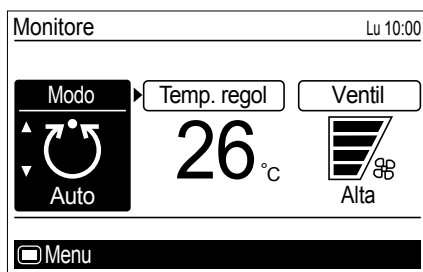 Monitore Lu 10:00
Modo Temp. regol Ventil
26 °C
Auto Alta
Menu